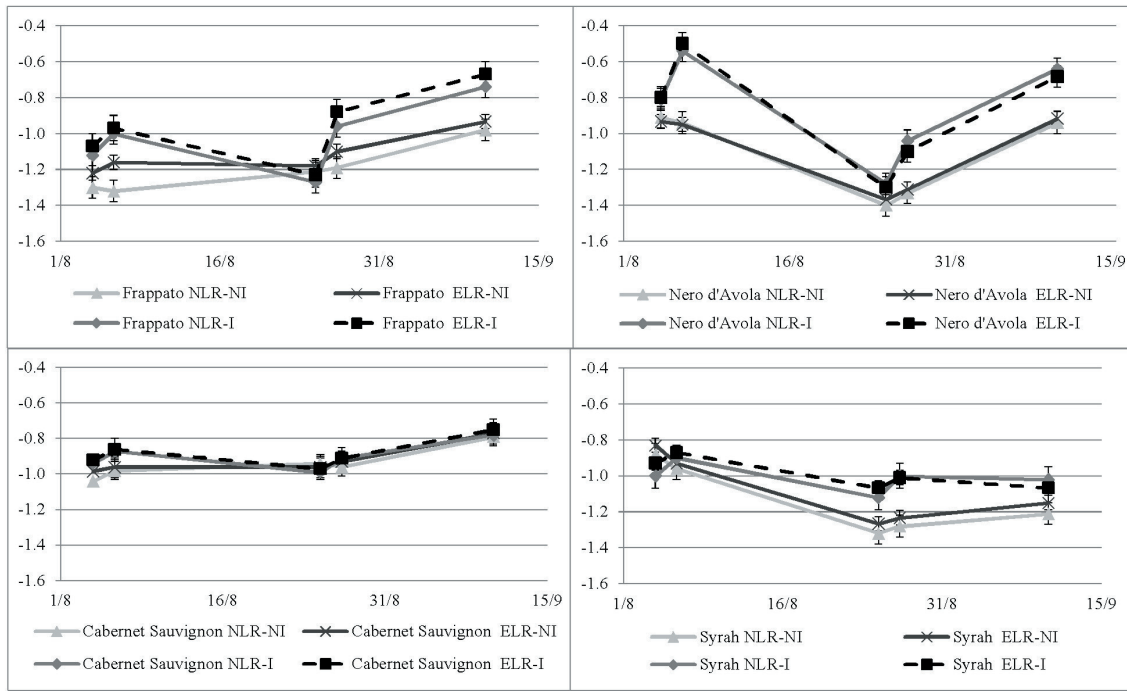 -0.4
-0.6
-0.8
-1.0
-1.2
-1.4
-1.6
1/8 16/8 31/8 15/9
Frappato NLR-NI Frappato ELR-NI
Frappato NLR-I Frappato ELR-I
-0.4
-0.6
-0.8
-1.0
-1.2
-1.4
-1.6
1/8 16/8 31/8 15/9
Nero d'Avola NLR-NI Nero d'Avola ELR-NI
Nero d'Avola NLR-I Nero d'Avola ELR-I
-0.4
-0.6
-0.8
-1.0
-1.2
-1.4
-1.6
1/8 16/8 31/8 15/9
Cabernet Sauvignon NLR-NI Cabernet Sauvignon ELR-NI
Cabernet Sauvignon NLR-I Cabernet Sauvignon ELR-I
-0.4
-0.6
-0.8
-1.0
-1.2
-1.4
-1.6
1/8 16/8 31/8 15/9
Syrah NLR-NI Syrah ELR-NI
Syrah NLR-I Syrah ELR-I